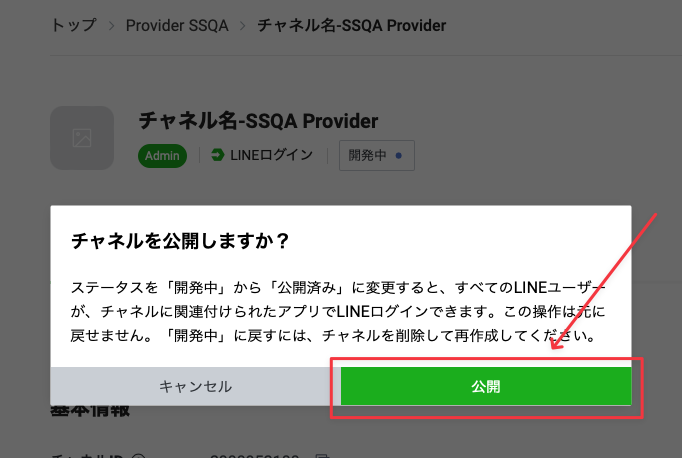 トップ > Provider SSQA > チャネル名-SSQA Provider
チャネル名-SSQA Provider
Admin LINEログイン 開発中
チャネルを公開しますか？
ステータスを「開発中」から「公開済み」に変更すると、すべてのLINEユーザー
が、チャネルに関連付けられたアプリでLINEログインできます。この操作は元に
戻せません。「開発中」に戻すには、チャネルを削除して再作成してください。
キャンセル 公開
基本情報